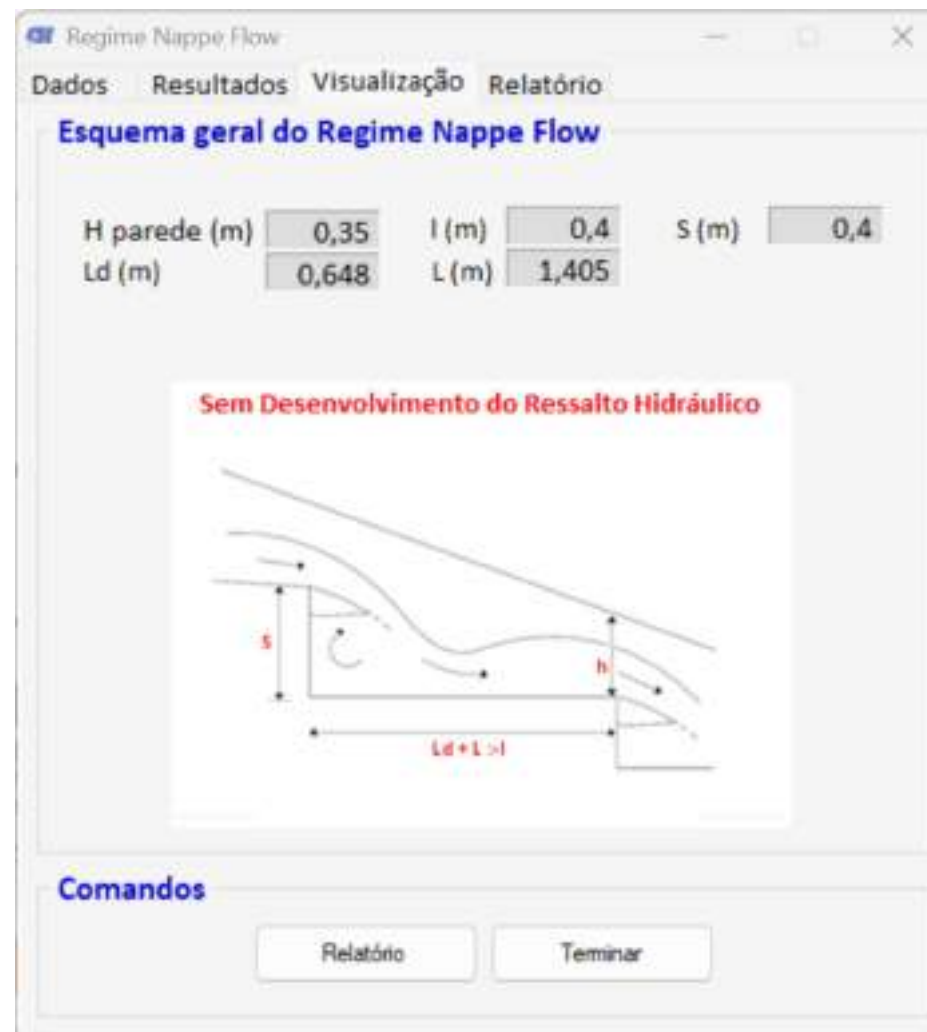 Regime Nappe Flow
Dados Resultados Visualização Relatório
Esquema geral do Regime Nappe Flow
H parede (m) 0,35 l (m) 0,4 S (m) 0,4
Ld (m) 0,648 L (m) 1,405
Sem Desenvolvimento do Ressalto Hidráulico
s
h
Ld + L >l
Comandos
Relatório Terminar